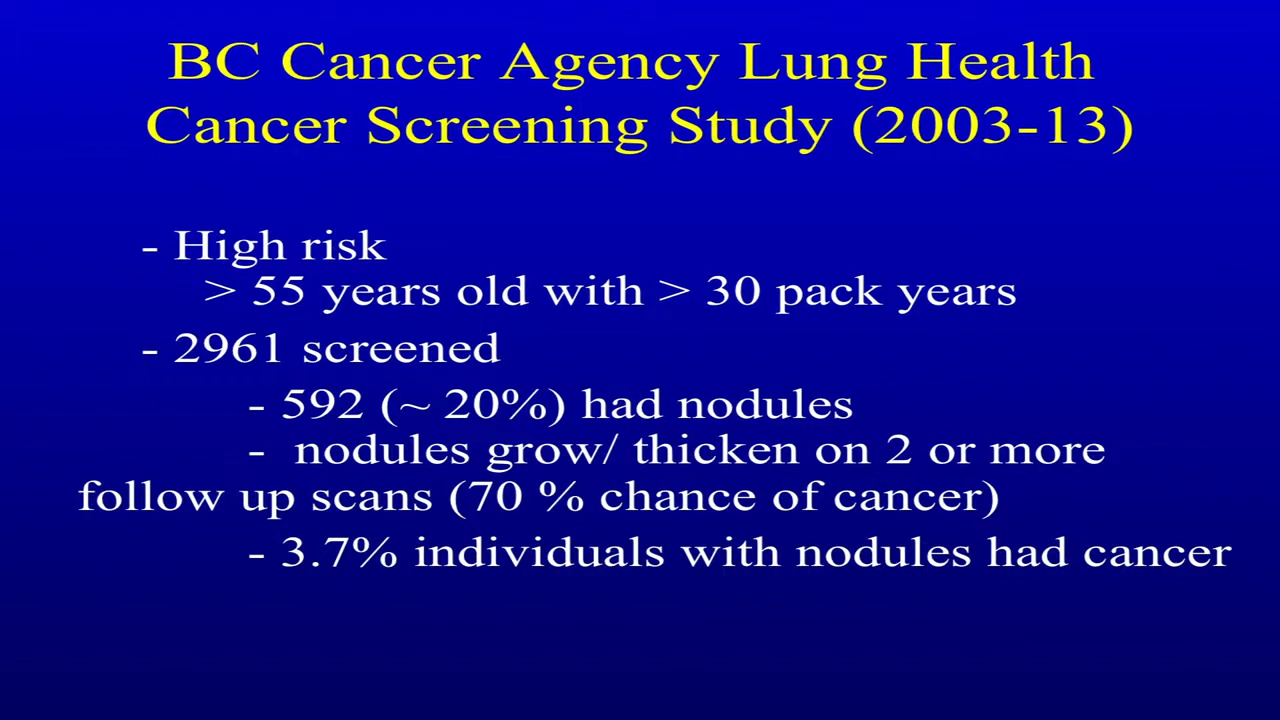 BC Cancer Agency Lung Health
Cancer Screening Study (2003-13)
- High risk
> 55 years old with > 30 pack years
- 2961 screened
- 592 (~ 20%) had nodules
- nodules grow/ thicken on 2 or more
follow up scans (70 % chance of cancer)
- 3.7% individuals with nodules had cancer